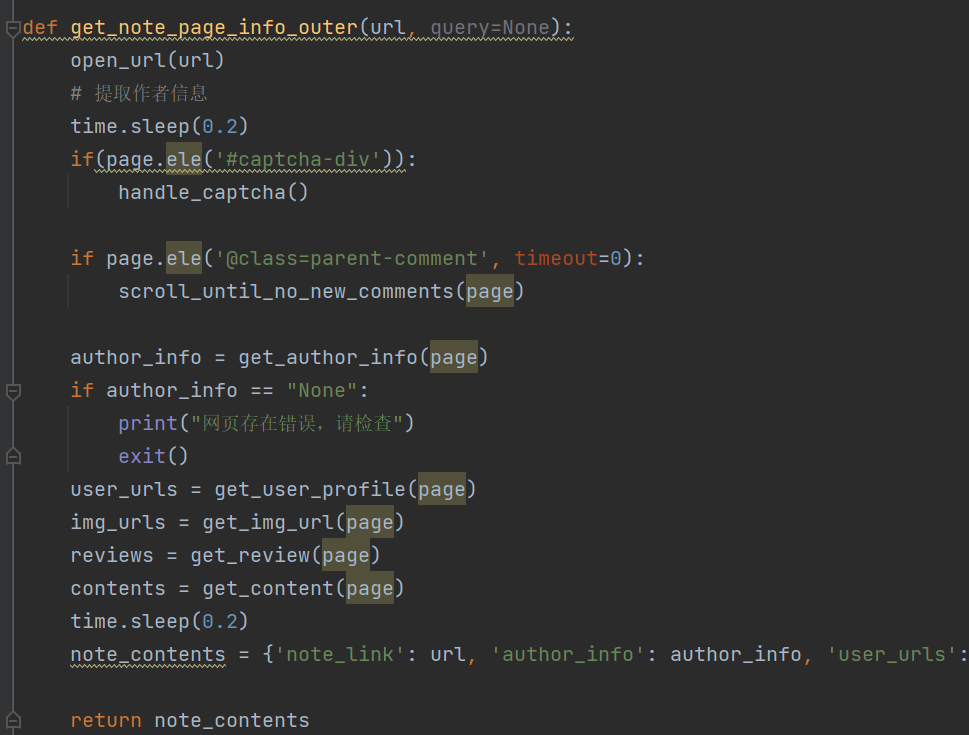 def get_note_page_info_outer(url, query=None):
open_url(url)
# 提取作者信息
time.sleep(0.2)
if(page.ele('#captcha-div')):
handle_captcha()
if page.ele('@class=parent-comment', timeout=0):
scroll_until_no_new_comments(page)
author_info = get_author_info(page)
if author_info == "None":
print("网页存在错误，请检查")
exit()
user_urls = get_user_profile(page)
img_urls = get_img_url(page)
reviews = get_review(page)
contents = get_content(page)
time.sleep(0.2)
note_contents = {'note_link': url, 'author_info': author_info, 'user_urls':
return note_contents